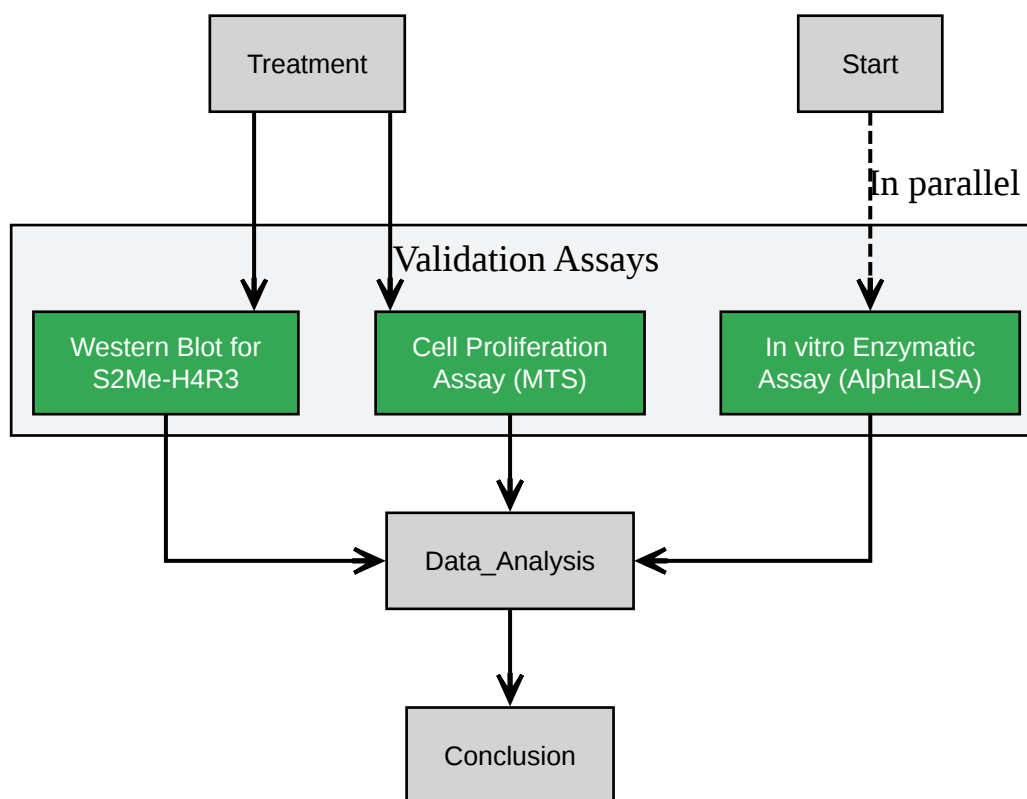 Treatment
Start
In parallel
Validation Assays
Western Blot for
S2Me-H4R3
Cell Proliferation
Assay (MTS)
In vitro Enzymatic
Assay (AlphaLISA)
Data_Analysis
Conclusion